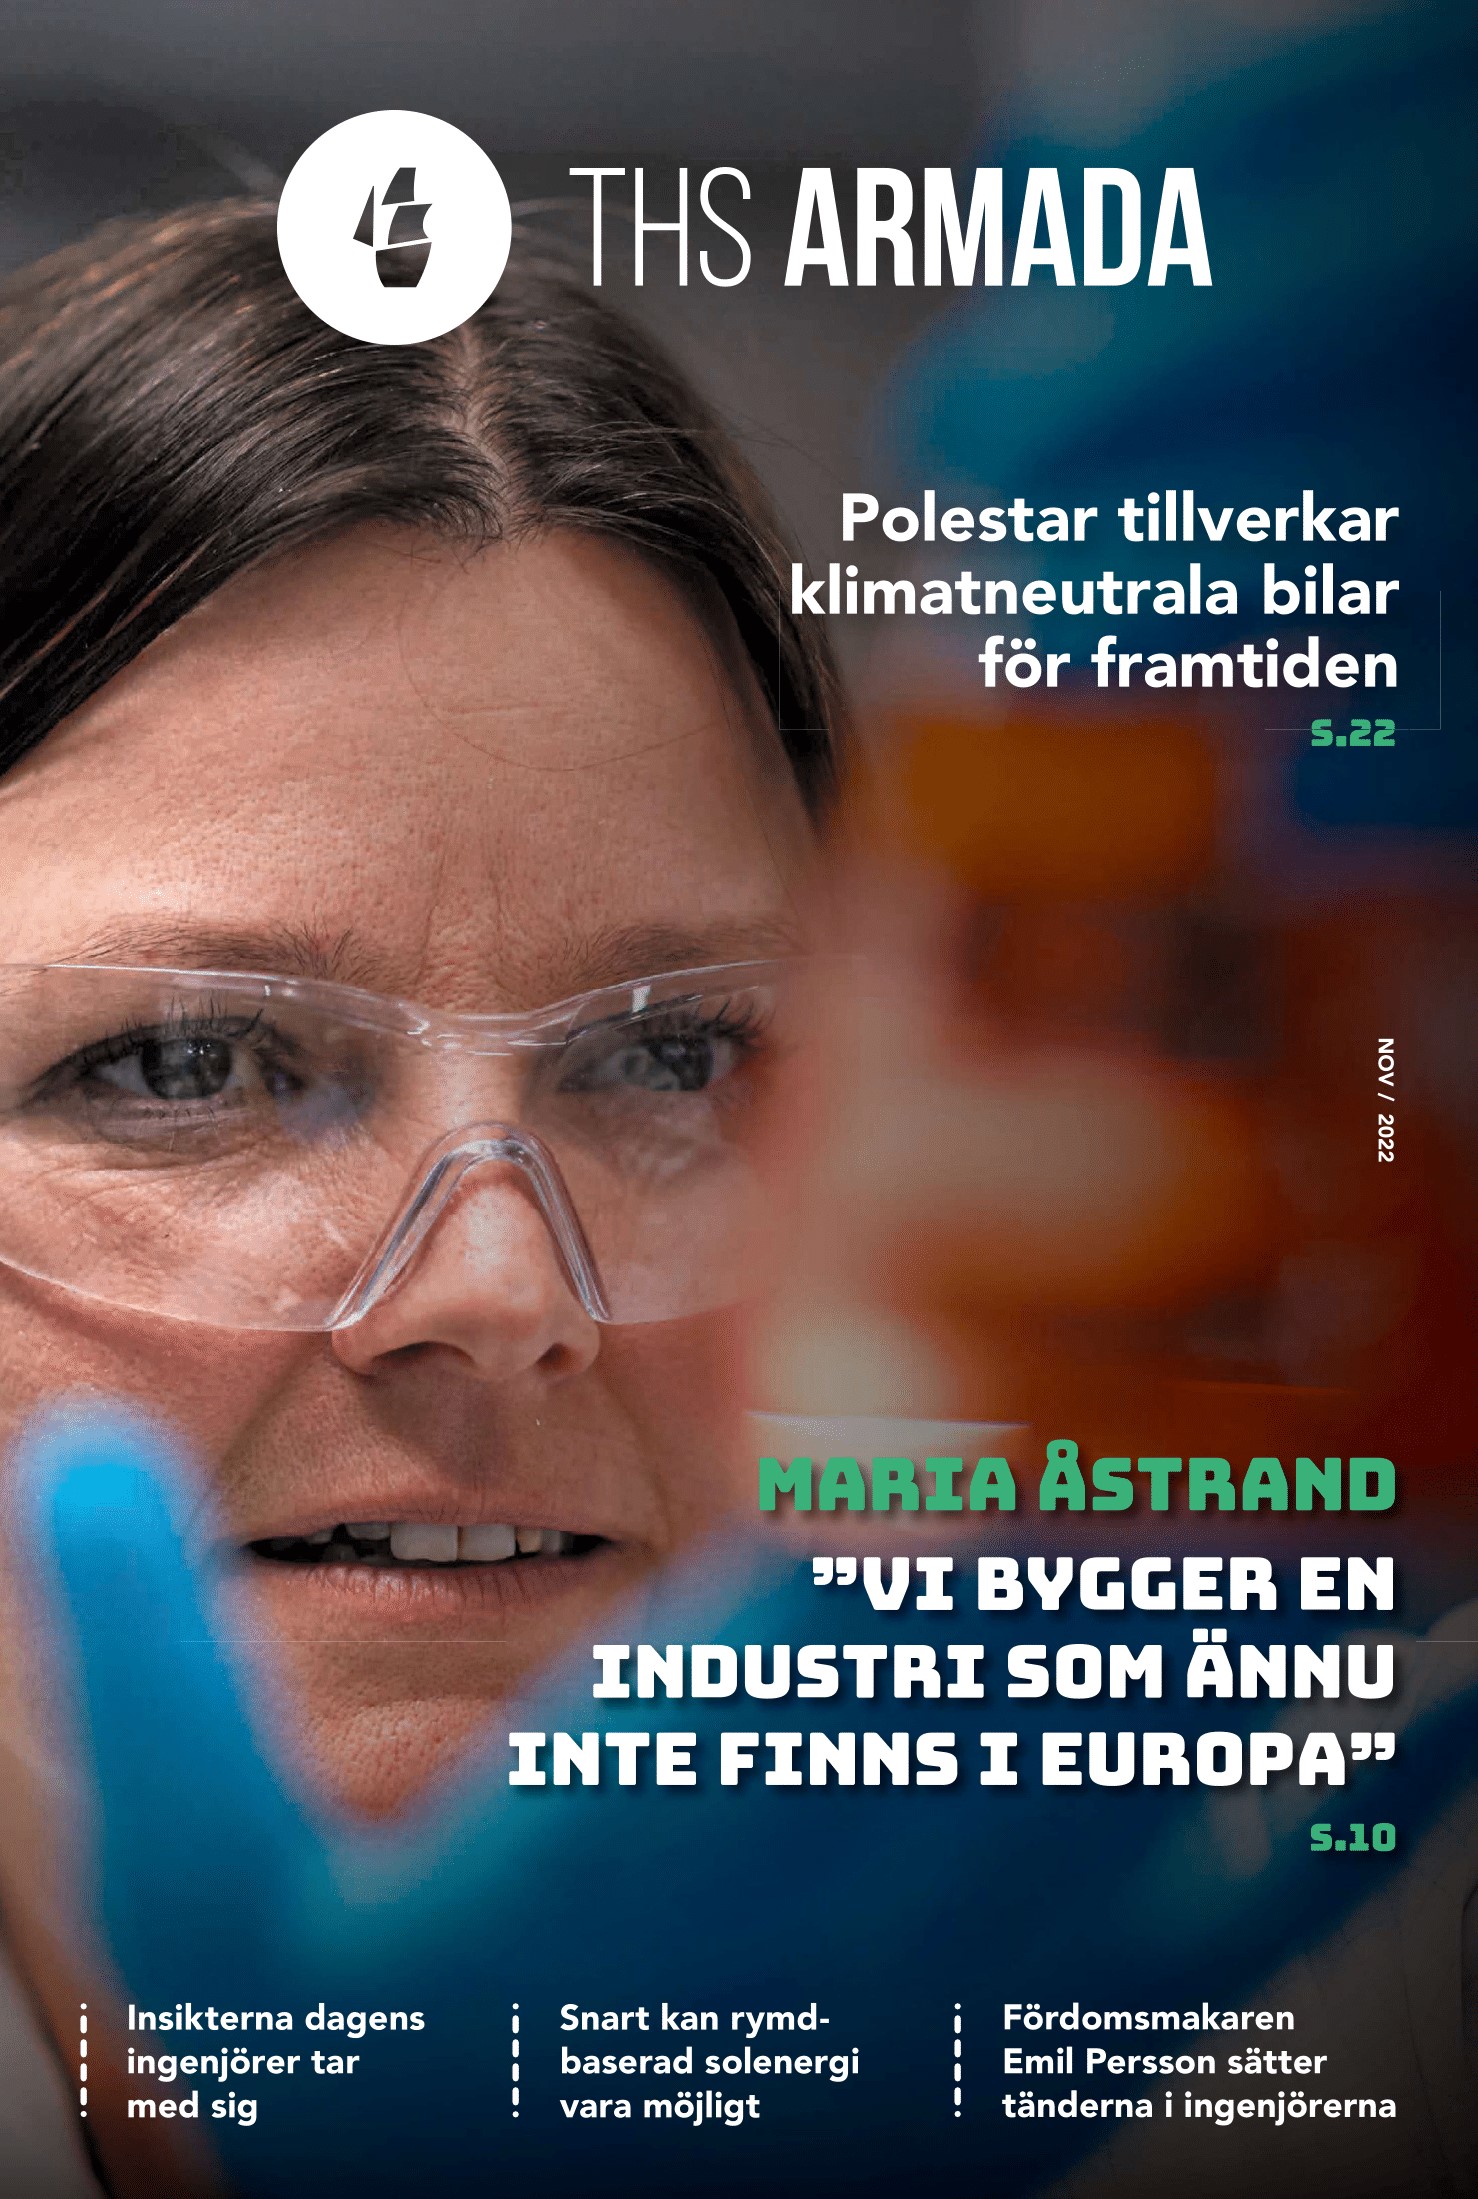 THS ARMADA
Polestar tillverkar
klimatneutrala bilar
för framtiden
S.22
NOV / 2022
MARIA ÅSTRAND
”VI BYGGER EN
INDUSTRI SOM ÄNNU
INTE FINNS I EUROPA”
S.10
Insikterna dagens
ingenjörer tar
med sig
Snart kan rymd-
baserad solenergi
vara möjligt
Fördomsmakaren
Emil Persson sätter
tänderna i ingenjörerna